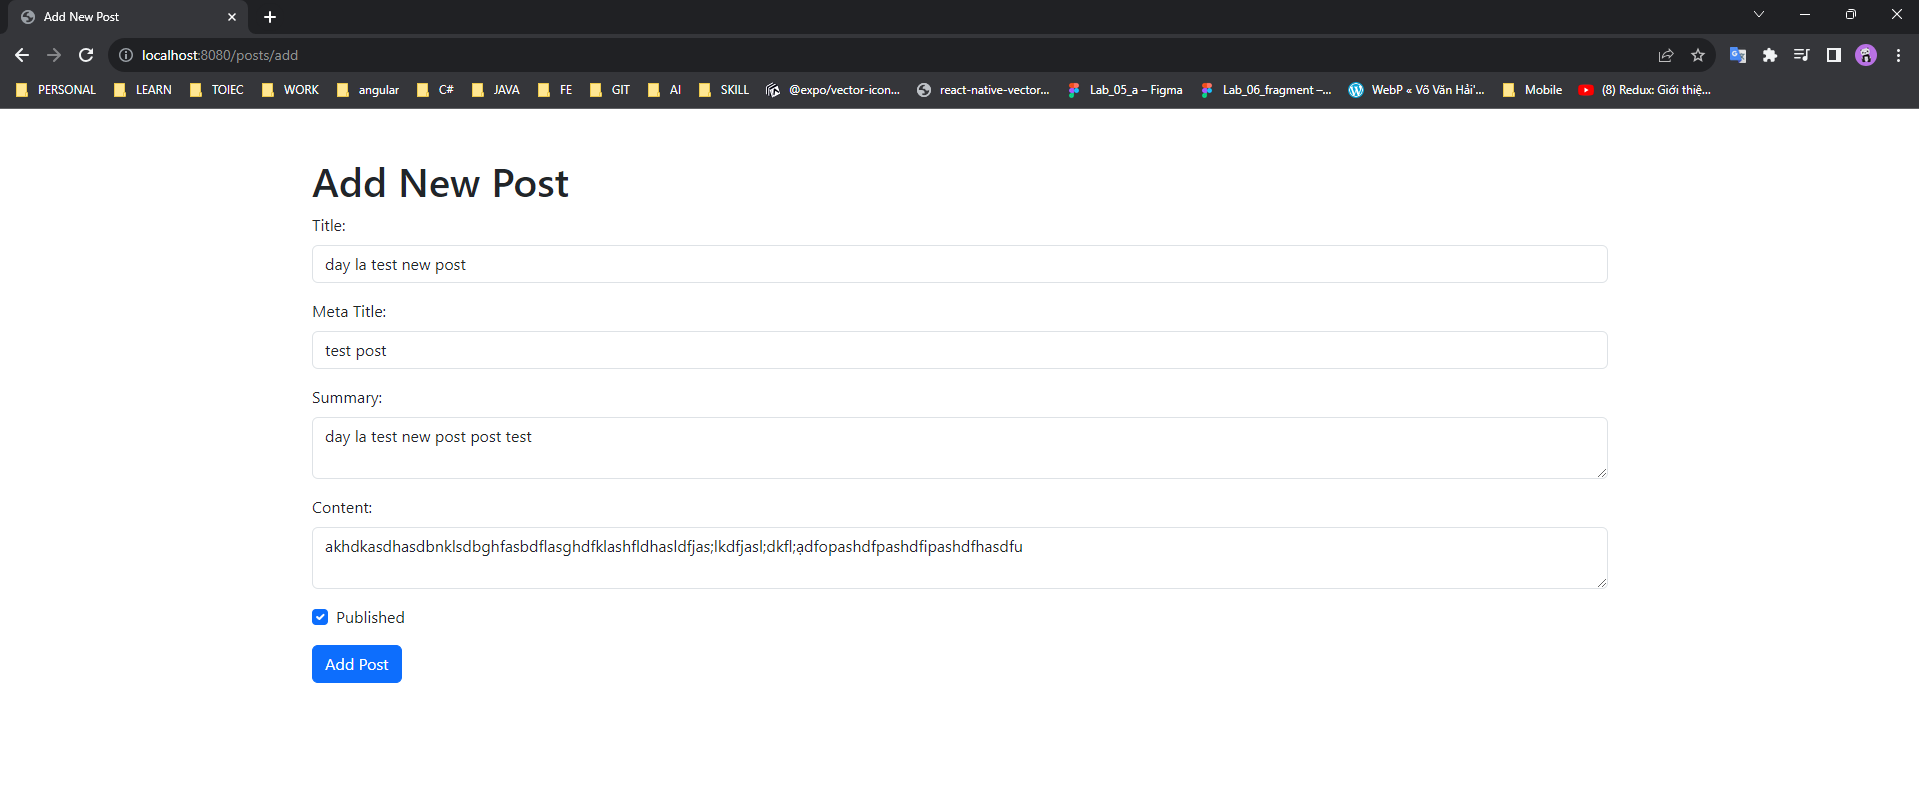 Add New Post
localhost:8080/posts/add
PERSONAL LEARN TOIEC WORK angular C# JAVA FE GIT AI SKILL @expo/vector-icon... react-native-vector... Lab_05_a – Figma Lab_06_fragment –... WebP « Võ Văn Hải'... Mobile (8) Redux: Giới thiệ...
Add New Post
Title:
day la test new post
Meta Title:
test post
Summary:
day la test new post post test
Content:
akhdkasdhasdbnklsdbghfasbdflasghdfklashfldhasldfjas;lkdfjasl;dkfl;ạdfopashdfpashdfipashdfhasdfu
Published
Add Post